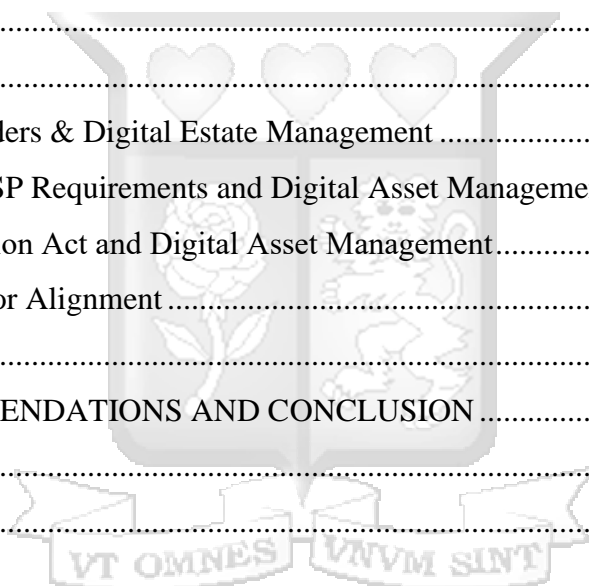 ....................................................................
....................................................................
ders & Digital Estate Management ......................
SP Requirements and Digital Asset Manageme
ion Act and Digital Asset Management.............
or Alignment ..................................................
....................................................................
ENDATIONS AND CONCLUSION ................
....................................................................
....................................................................
VT OMNES VNVM SINT